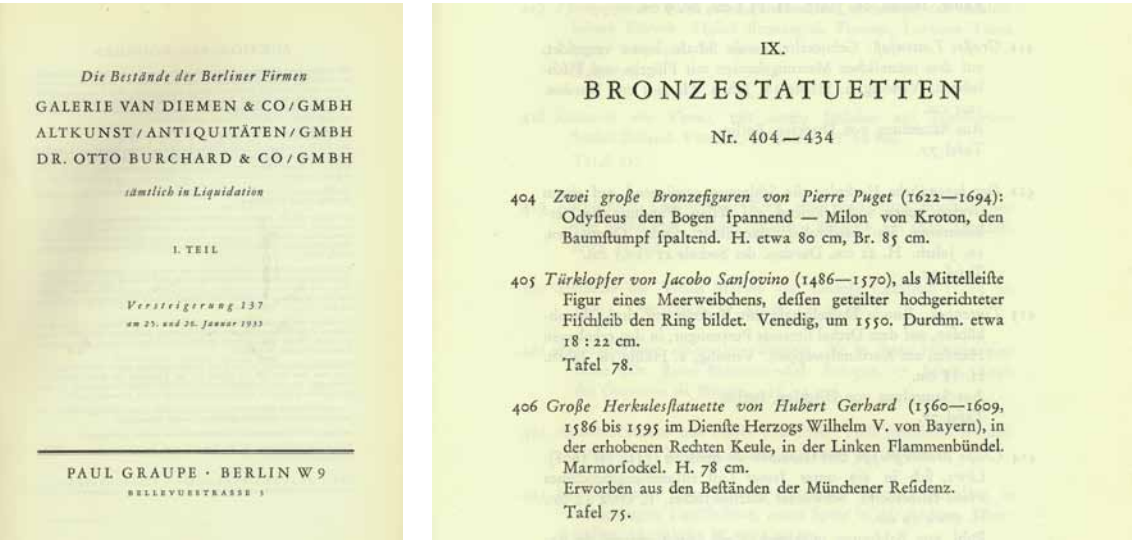 Die Bestände der Berliner Firmen
GALERIE VAN DIEMEN & CO/GMBH
ALTKUNST/ANTIQUITÄTEN/GMBH
DR. OTTO BURCHARD & CO/GMBH
sämtlich in Liquidation
I. TEIL
Versteigerung 137
am 25. und 26. Januar 1935
PAUL GRAUPE · BERLIN W 9
BELLEVUESTRASSE 3
IX.
BRONZESTATUETTEN
Nr. 404—434
404 Zwei große Bronzefiguren von Pierre Puget (1622—1694):
Odyſſeus den Bogen ſpannend — Milon von Kroton, den
Baumſtumpf ſpaltend. H. etwa 80 cm, Br. 85 cm.
405 Türklopfer von Jacobo Sanſovino (1486—1570), als Mittelleiſte
Figur eines Meerweibchens, deſſen geteilter hochgerichteter
Fiſchleib den Ring bildet. Venedig, um 1550. Durchm. etwa
18 : 22 cm.
Tafel 78.
406 Große Herkulesſtatuette von Hubert Gerhard (1560—1609,
1586 bis 1595 im Dienſte Herzogs Wilhelm V. von Bayern), in
der erhobenen Rechten Keule, in der Linken Flammenbündel.
Marmorſockel. H. 78 cm.
Erworben aus den Beſtänden der Münchener Reſidenz.
Tafel 75.